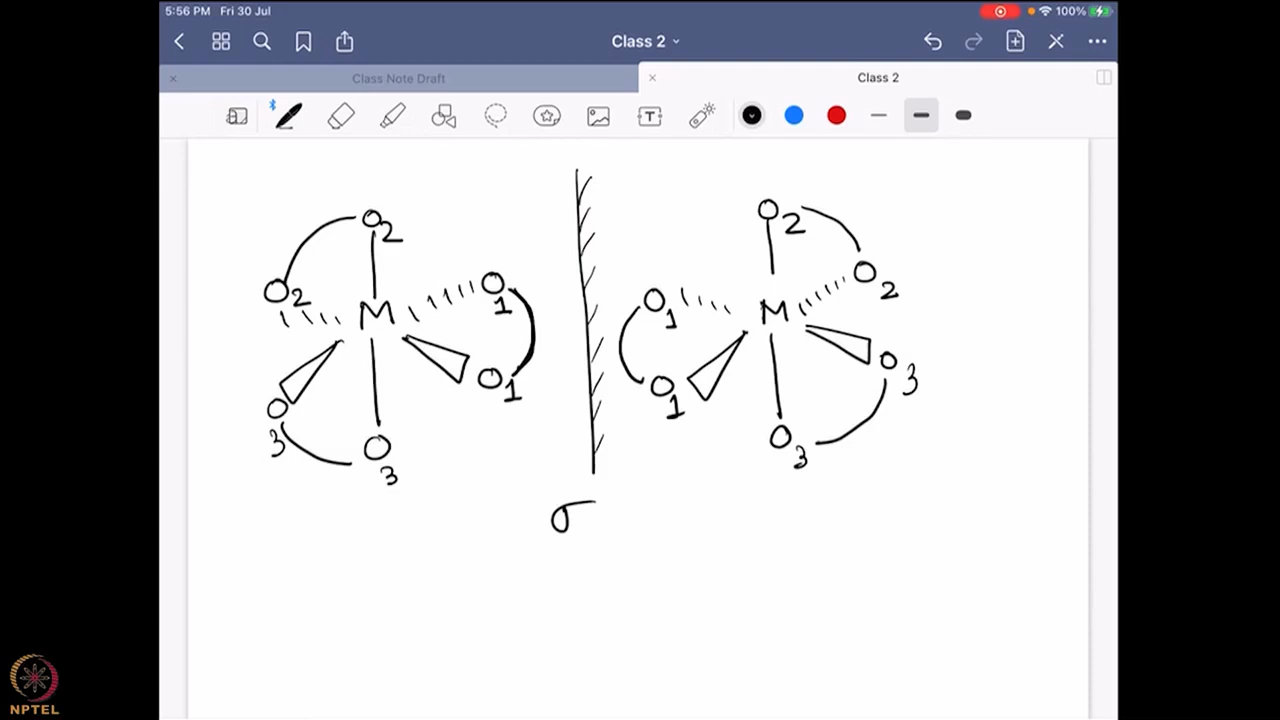 5:56 PM Fri 30 Jul
100%
Class 2
Class Note Draft
Class 2
T
O2 O2
O2 O1 M O1 M O2
O1 O1 O3
O3 O3 O3
σ
NPTEL